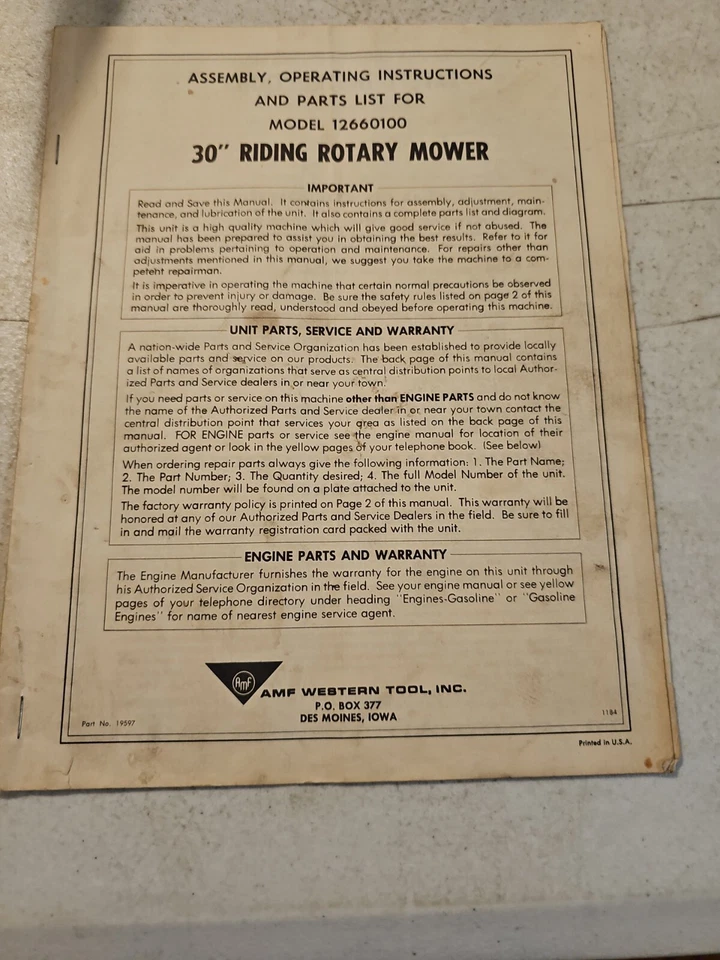 ASSEMBLY, OPERATING INSTRUCTIONS
AND PARTS LIST FOR
MODEL 12660100
30" RIDING ROTARY MOWER
IMPORTANT
Read and Save this Manual. It contains instructions for assembly, adjustment, main-
tenance, and lubrication of the unit. It also contains a complete parts list and diagram.
This unit is a high quality machine which will give good service if not abused. The
manual has been prepared to assist you in obtaining the best results. Refer to it for
aid in problems pertaining to operation and maintenance. For repairs other than
adjustments mentioned in this manual, we suggest you take the machine to a com-
petent repairman.
It is imperative in operating the machine that certain normal precautions be observed
in order to prevent injury or damage. Be sure the safety rules listed on page 2 of this
manual are thoroughly read, understood and obeyed before operating this machine.
UNIT PARTS, SERVICE AND WARRANTY
A nation-wide Parts and Service Organization has been established to provide locally
available parts and service on our products. The back page of this manual contains
a list of names of organizations that serve as central distribution points to local Author-
ized Parts and Service dealers in or near your town.
If you need parts or service on this machine other than ENGINE PARTS and do not know
the name of the Authorized Parts and Service dealer in or near your town contact the
central distribution point that services your area as listed on the back page of this
manual. FOR ENGINE parts or service see the engine manual for location of their
authorized agent or look in the yellow pages of your telephone book. (See below)
When ordering repair parts always give the following information: 1. The Part Name;
2. The Part Number; 3. The Quantity desired; 4. The full Model Number of the unit.
The model number will be found on a plate attached to the unit.
The factory warranty policy is printed on Page 2 of this manual. This warranty will be
honored at any of our Authorized Parts and Service Dealers in the field. Be sure to fill
in and mail the warranty registration card packed with the unit.
ENGINE PARTS AND WARRANTY
The Engine Manufacturer furnishes the warranty for the engine on this unit through
his Authorized Service Organization in the field. See your engine manual or see yellow
pages of your telephone directory under heading "Engines-Gasoline" or "Gasoline
Engines" for name of nearest engine service agent.
AMF
AMF WESTERN TOOL, INC.
P.O. BOX 377
DES MOINES, IOWA
Part No. 19597
1184
Printed in U.S.A.